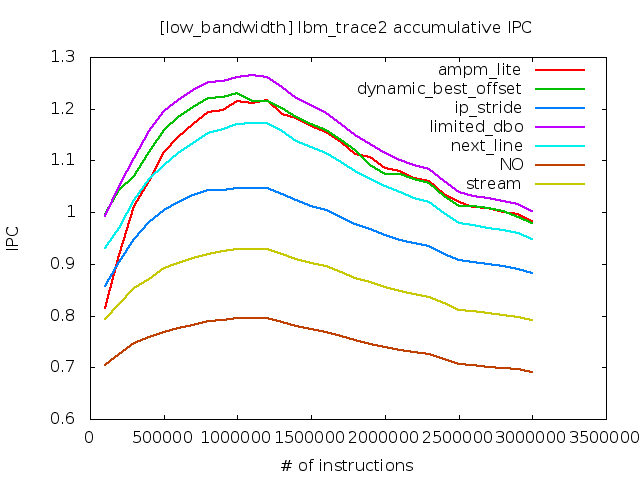 [low_bandwidth] lbm_trace2 accumulative IPC
1.3
1.2
1.1
1
0.9
0.8
0.7
0.6
IPC
ampm_lite
dynamic_best_offset
ip_stride
limited_dbo
next_line
NO
stream
0 500000 1000000 1500000 2000000 2500000 3000000 3500000
# of instructions